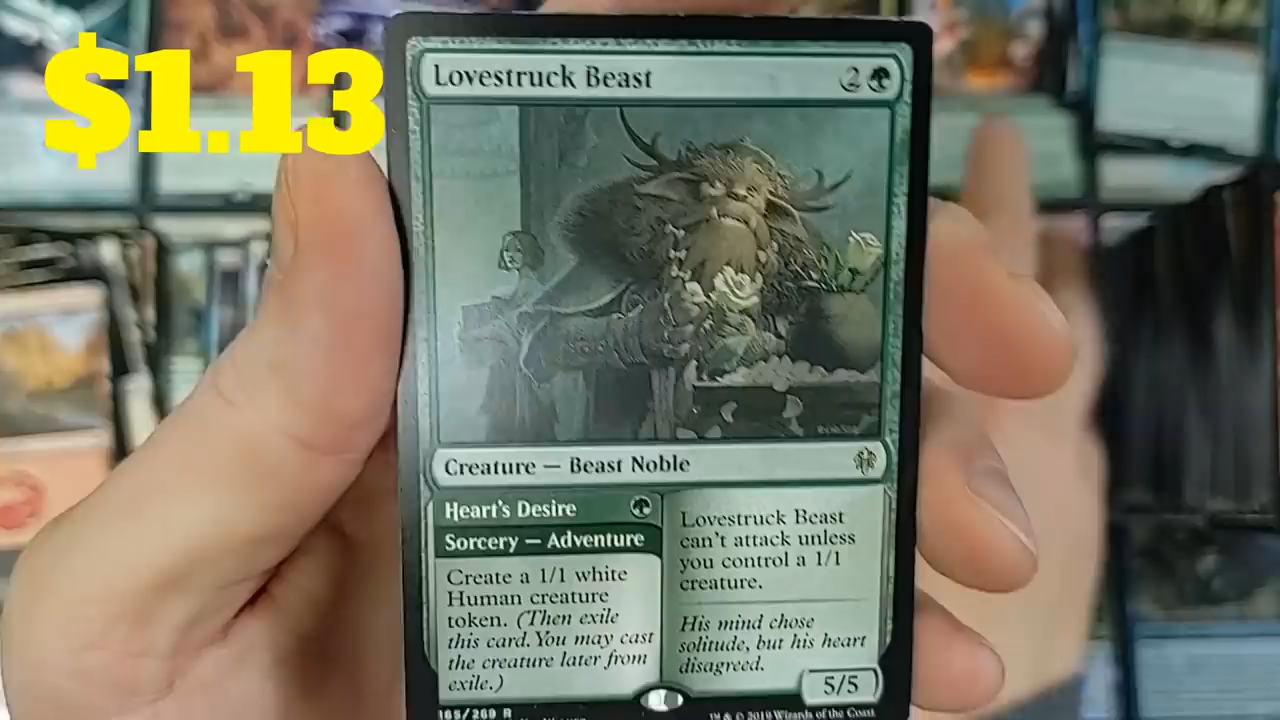 $1.13
Lovestruck Beast 2
Creature — Beast Noble
Heart's Desire
Sorcery — Adventure
Create a 1/1 white
Human creature
token. (Then exile
this card. You may cast
the creature later from
exile.)
Lovestruck Beast
can't attack unless
you control a 1/1
creature.
His mind chose
solitude, but his heart
disagreed.
5/5
165/269 R
™ & © 2019 Wizards of the Coast